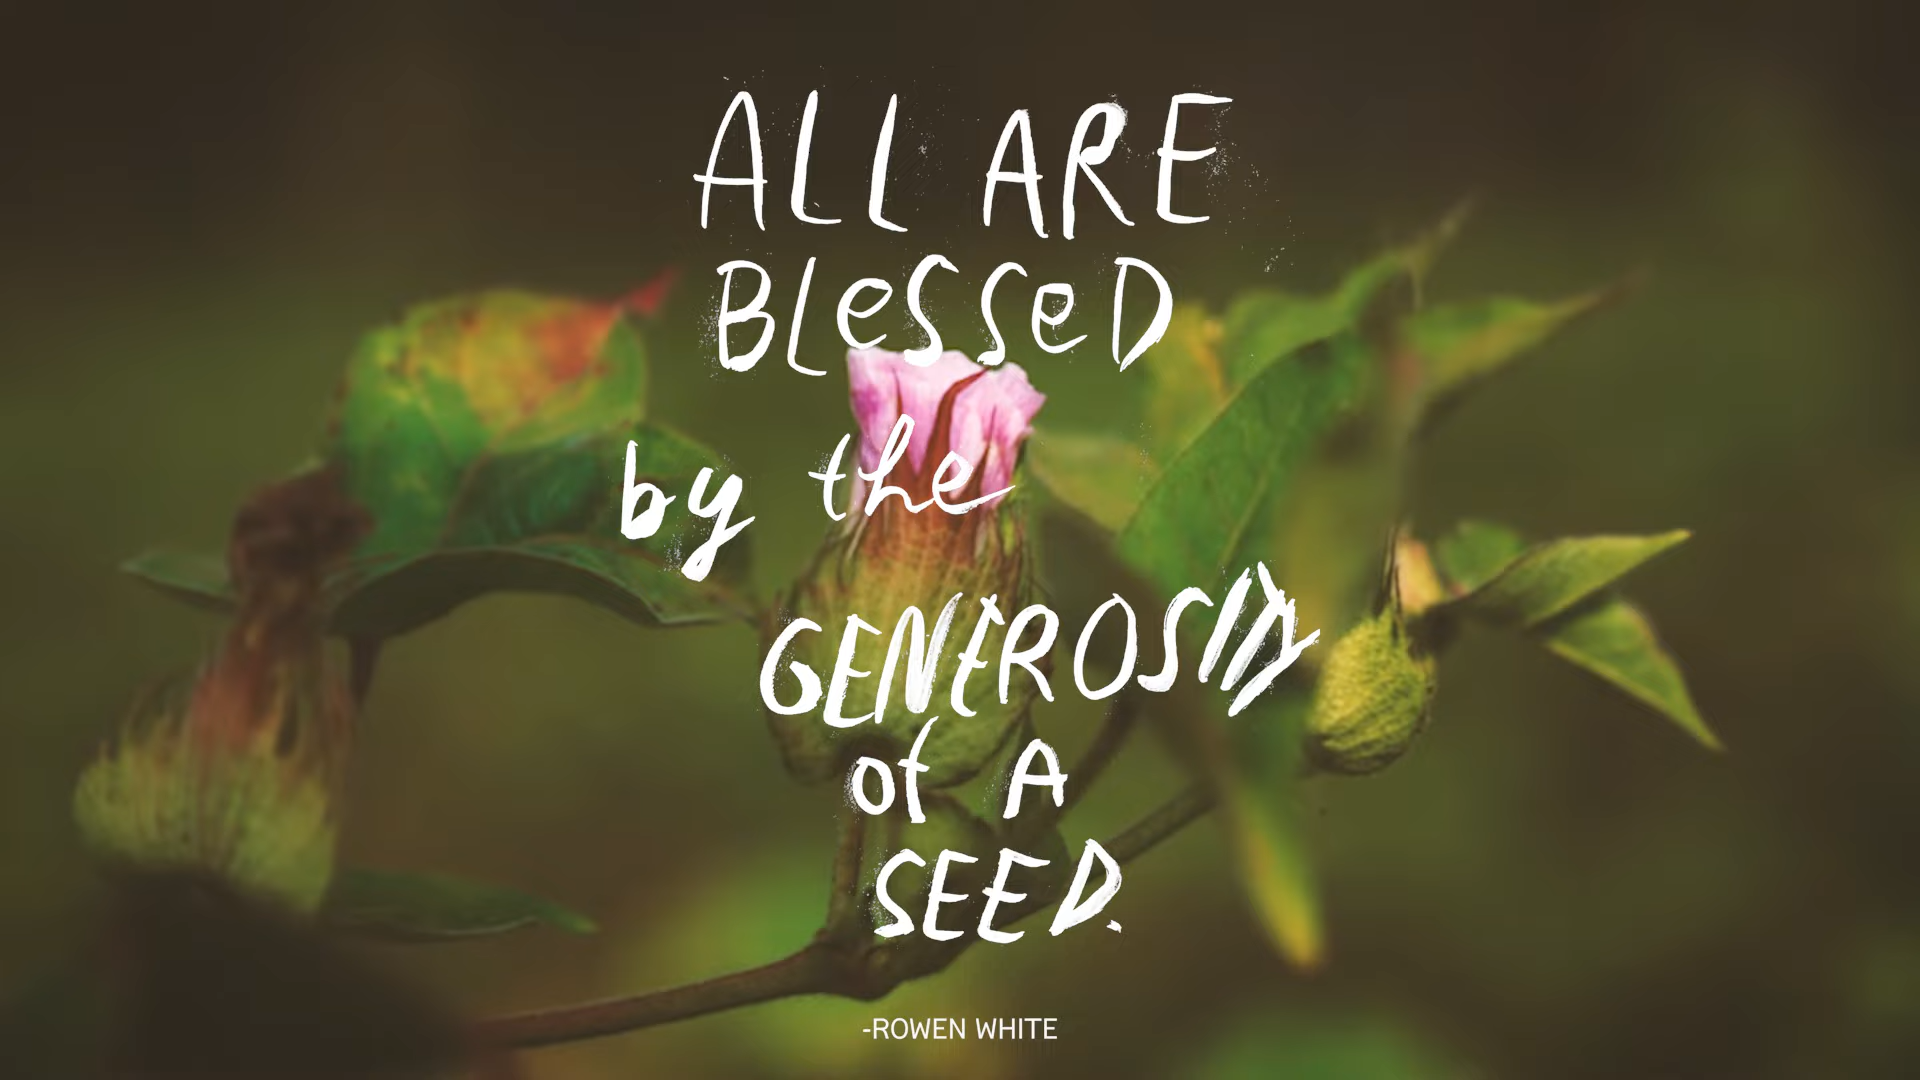 ALL ARE
BLesseD
by the
GENEROSITY
of A
SEED.
-ROWEN WHITE